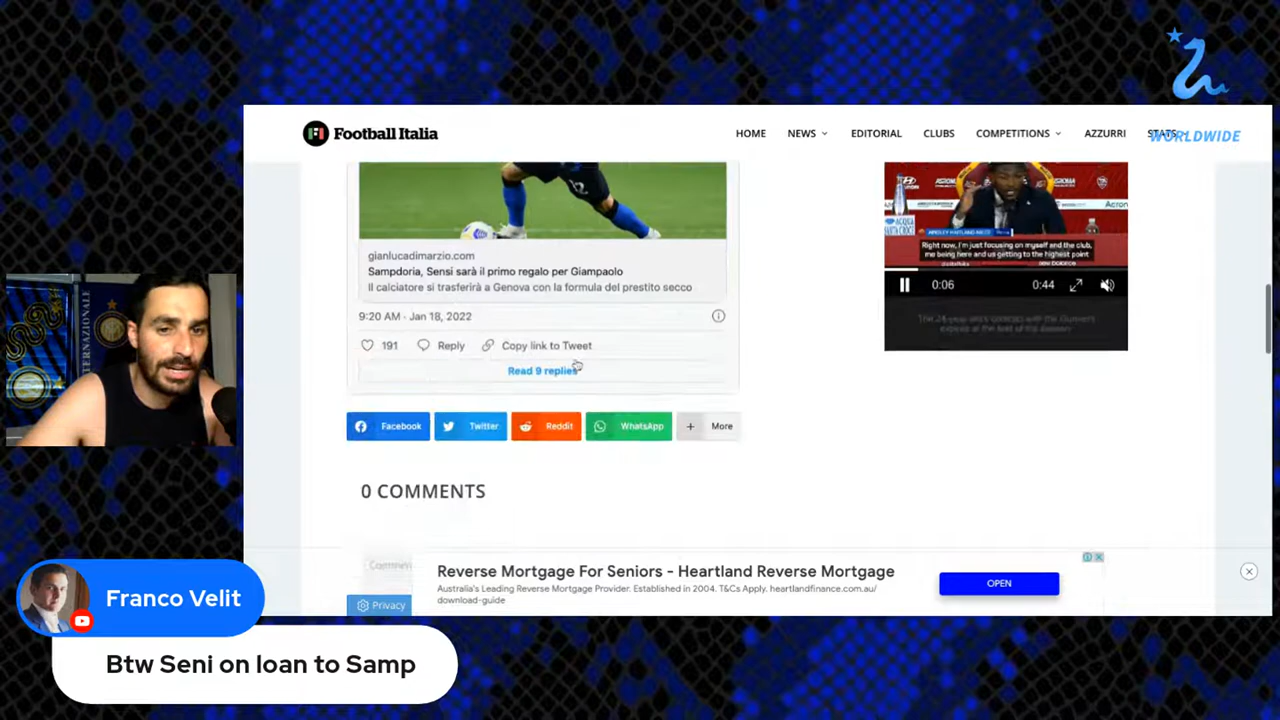 WORLDWIDE
Football Italia
HOME
NEWS
EDITORIAL
CLUBS
COMPETITIONS
AZZURRI
STATS
gianlucadimarzio.com
Sampdoria, Sensi sarà il primo regalo per Giampaolo
Il calciatore si trasferirà a Genova con la formula del prestito secco
9:20 AM · Jan 18, 2022
191
Reply
Copy link to Tweet
Read 9 replies
Right now, I'm just focusing on myself and the club,
me being here and us getting to the highest point
0:06
0:44
Facebook
Twitter
Reddit
WhatsApp
+ More
0 COMMENTS
Reverse Mortgage For Seniors - Heartland Reverse Mortgage
Australia's Leading Reverse Mortgage Provider. Established in 2004. T&Cs Apply. heartlandfinance.com.au/
download-guide
OPEN
Privacy
TERNAZIONALE
Franco Velit
Btw Seni on loan to Samp